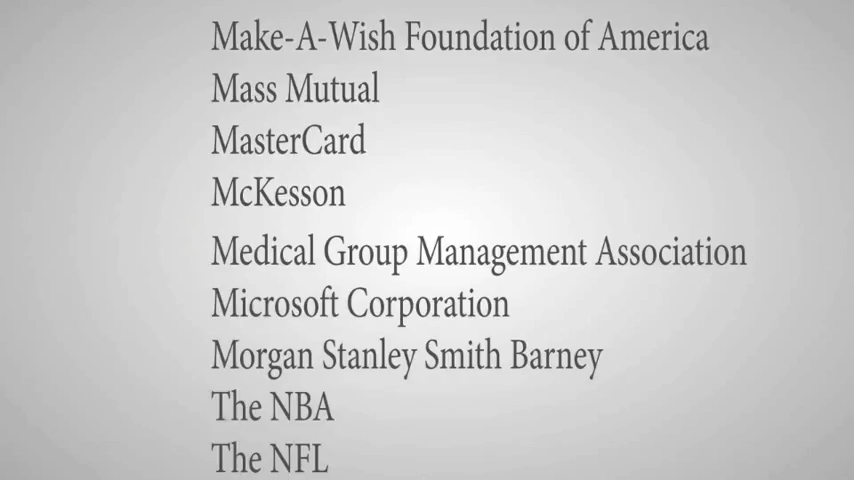 Make-A-Wish Foundation of America
Mass Mutual
MasterCard
McKesson
Medical Group Management Association
Microsoft Corporation
Morgan Stanley Smith Barney
The NBA
The NFL